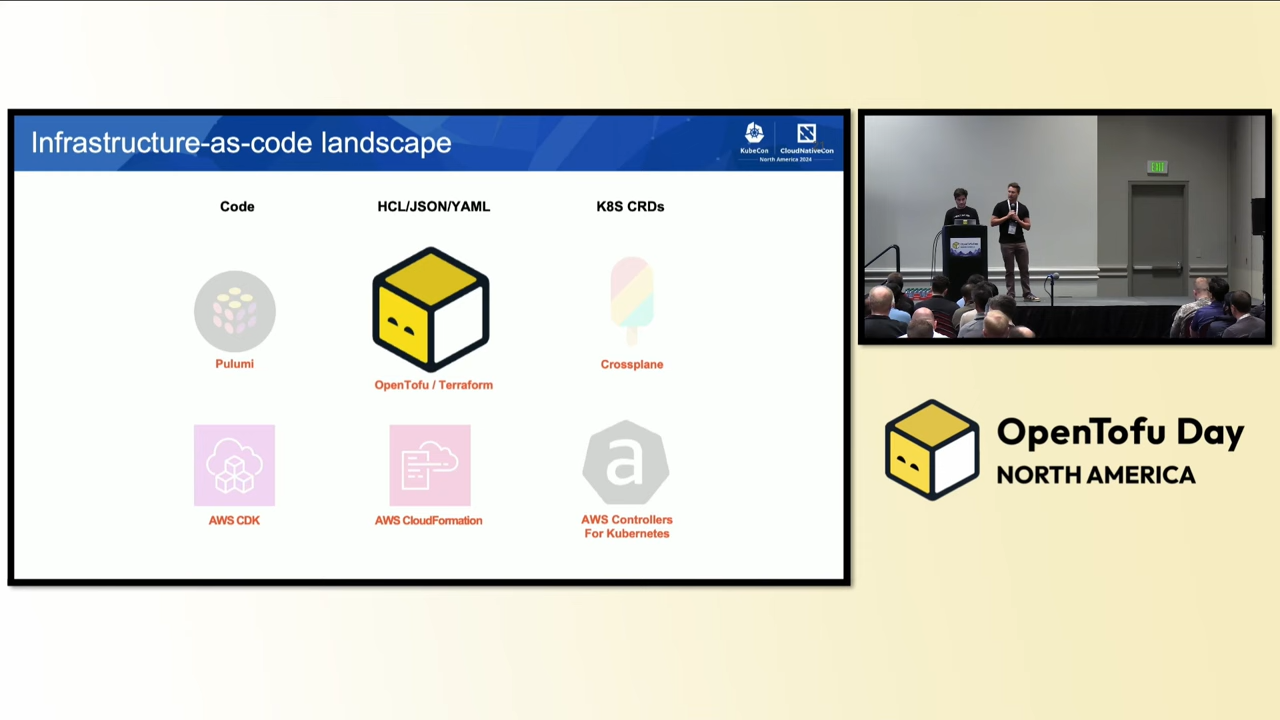 Infrastructure-as-code landscape
KubeCon
CloudNativeCon
North America 2024
Code
HCL/JSON/YAML
K8S CRDs
Pulumi
OpenTofu / Terraform
Crossplane
a
AWS CDK
AWS CloudFormation
AWS Controllers
For Kubernetes
EXIT
OpenTofu Day
NORTH AMERICA